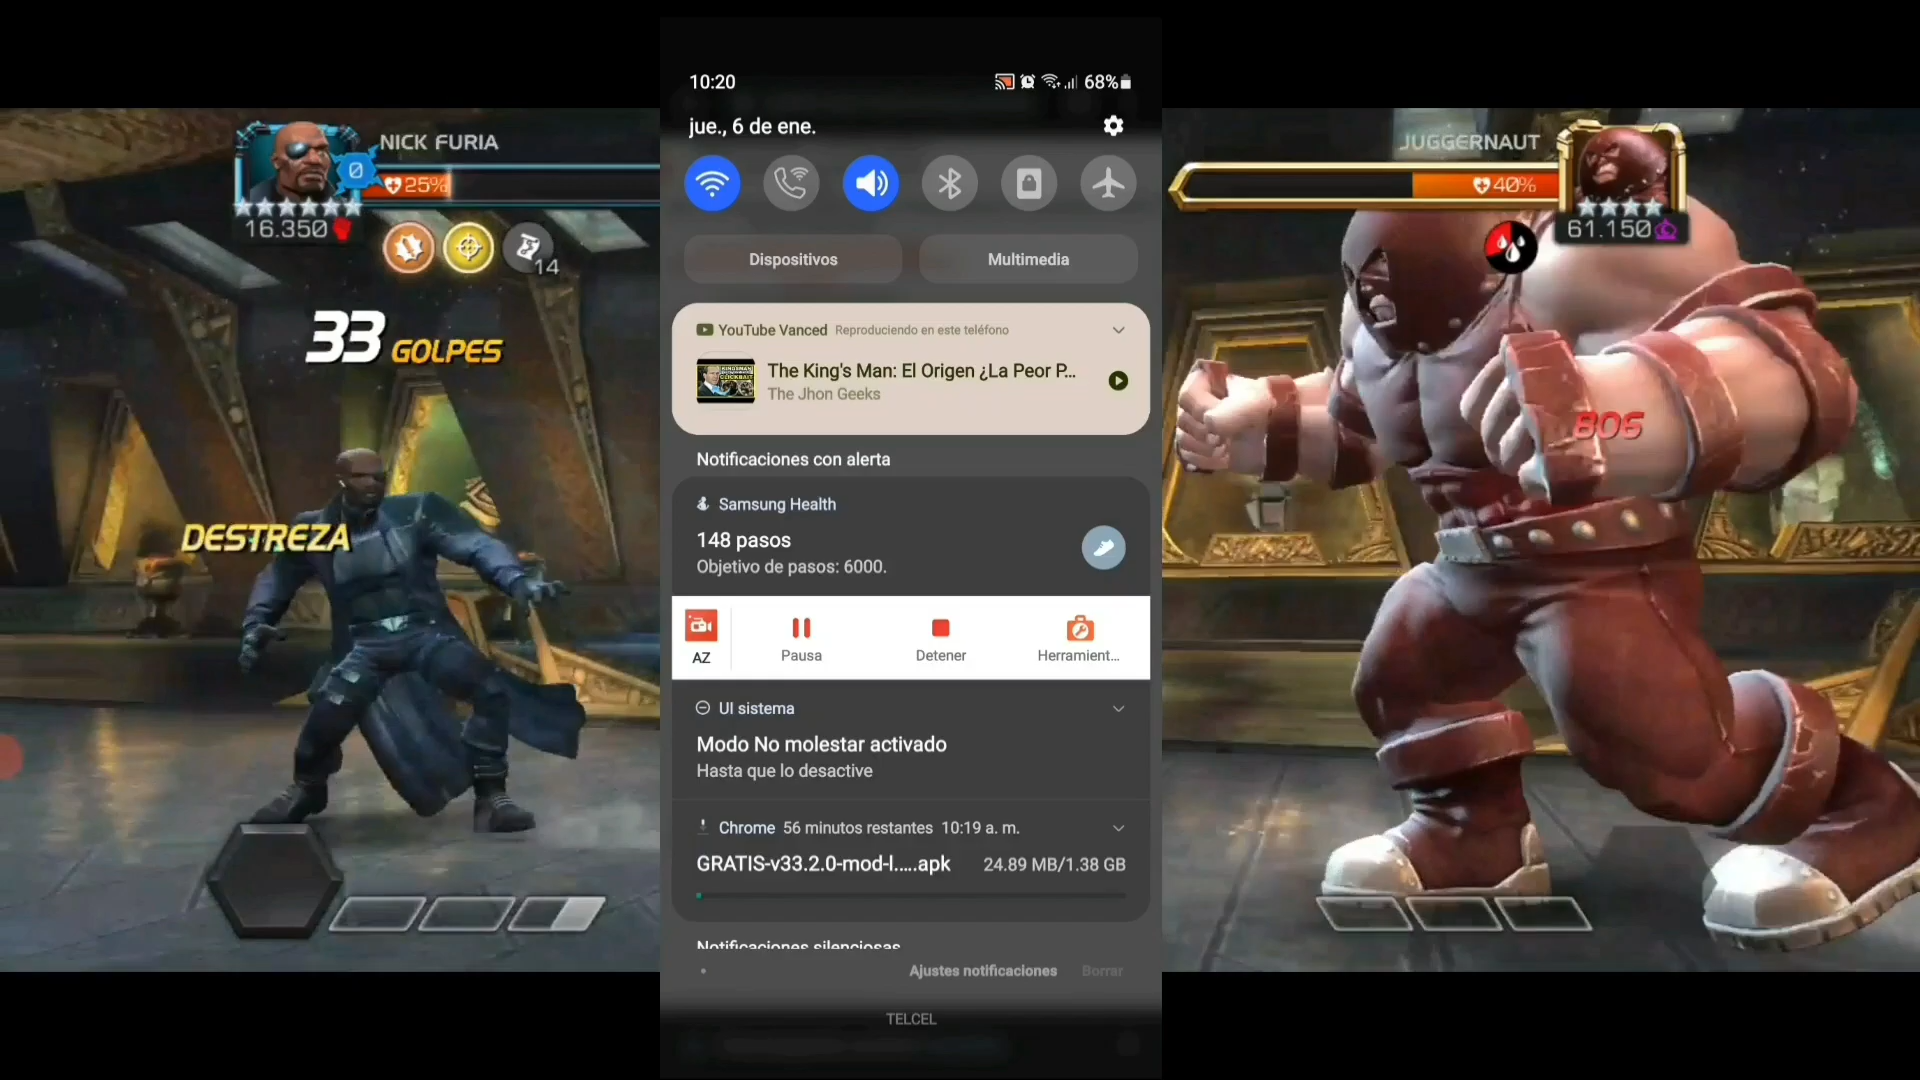 NICK FURIA
0
25%
16.350
14
33 GOLPES
DESTREZA
10:20
68%
jue., 6 de ene.
Dispositivos
Multimedia
YouTube Vanced Reproduciendo en este teléfono
The King's Man: El Origen ¿La Peor P...
The Jhon Geeks
Notificaciones con alerta
Samsung Health
148 pasos
Objetivo de pasos: 6000.
AZ
Pausa
Detener
Herramient...
UI sistema
Modo No molestar activado
Hasta que lo desactive
Chrome 56 minutos restantes 10:19 a. m.
GRATIS-v33.2.0-mod-l.....apk 24.89 MB/1.38 GB
Notificaciones silenciosas
Ajustes notificaciones
Borrar
TELCEL
JUGGERNAUT
40%
61.150
806